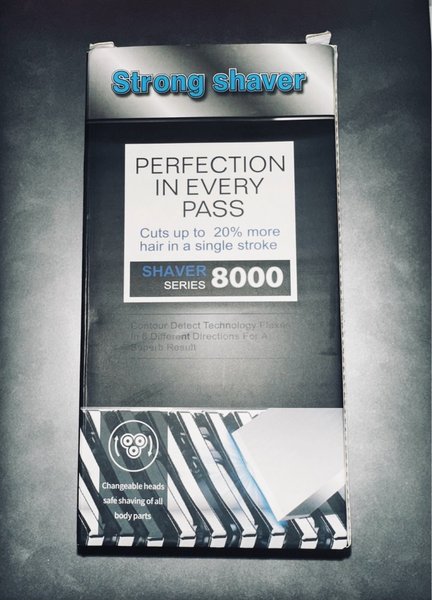 Strong shaver
PERFECTION
IN EVERY
PASS
Cuts up to 20% more
hair in a single stroke
SHAVER
SERIES 8000
Contour Detect Technology Flexes
In 8 Different Directions For A
Superb Result
Changeable heads
safe shaving of all
body parts